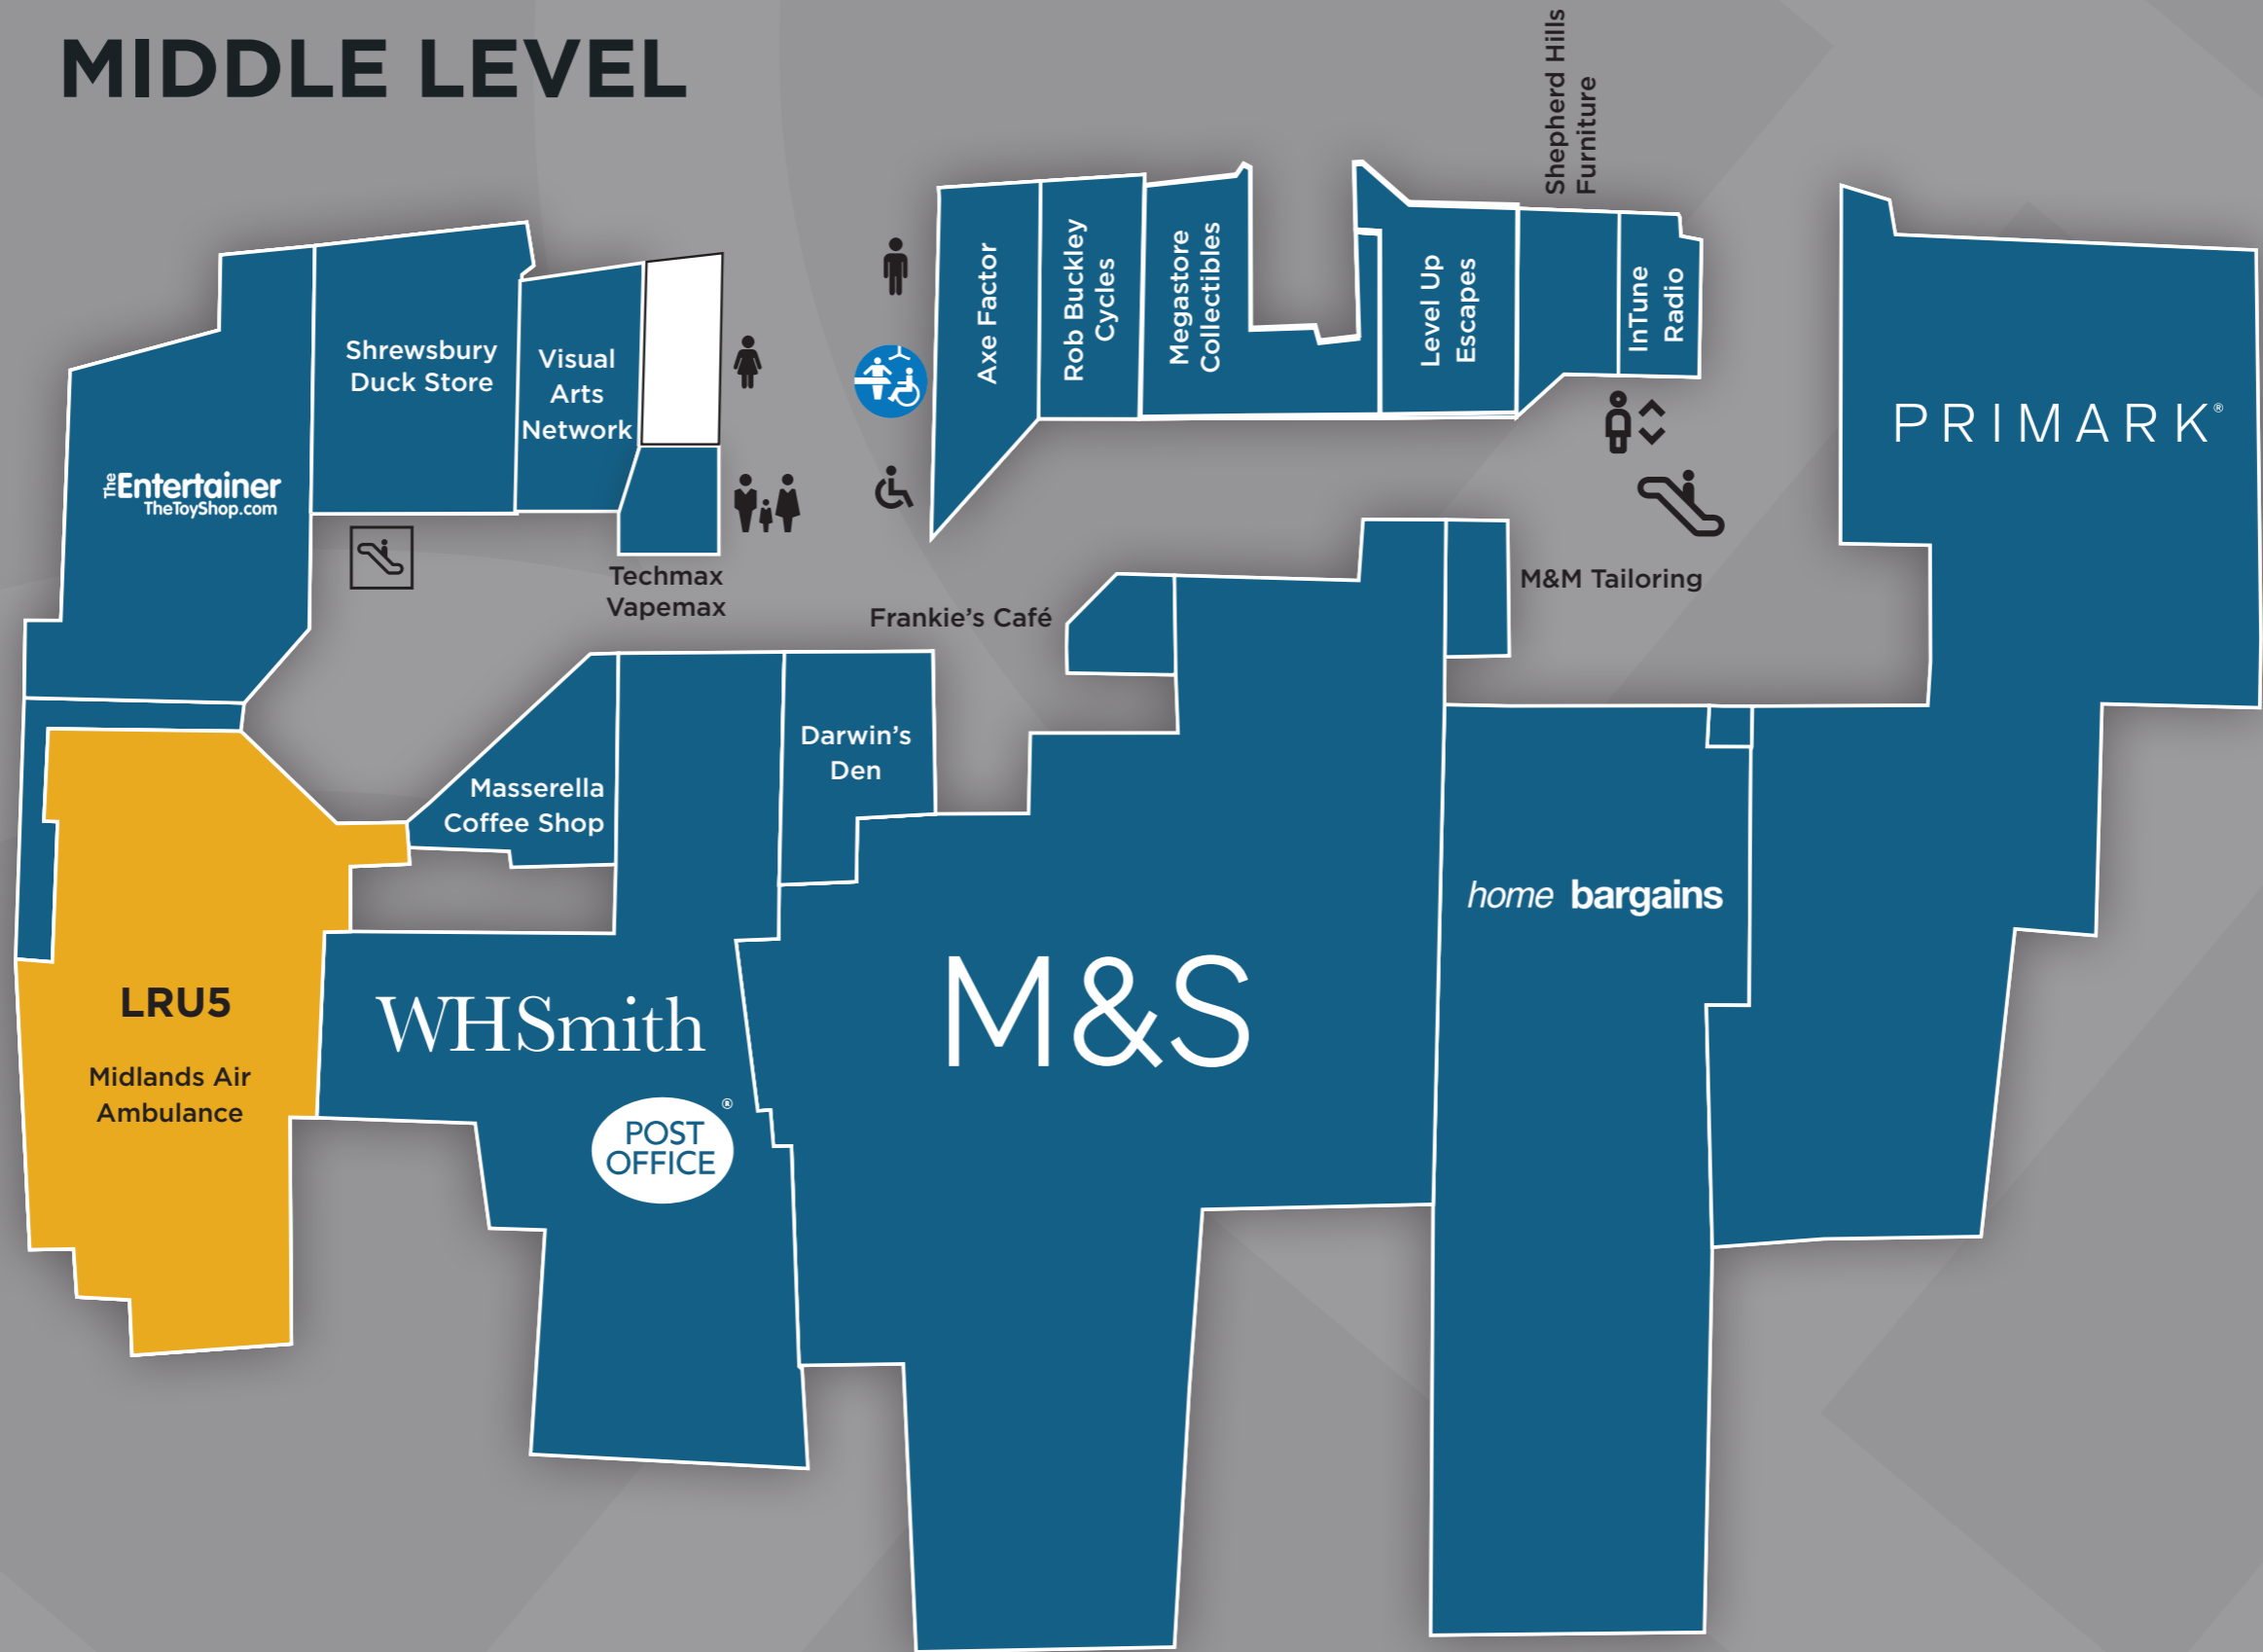 MIDDLE LEVEL
Shepherd Hills
Furniture
Shrewsbury
Duck Store
Visual
Arts
Network
The Entertainer
TheToyShop.com
Axe Factor
Rob Buckley
Cycles
Megastore
Collectibles
Level Up
Escapes
InTune
Radio
PRIMARK®
Techmax
Vapemax
Frankie's Café
M&M Tailoring
Masserella
Coffee Shop
Darwin's
Den
home bargains
LRU5
Midlands Air
Ambulance
WHSmith
POST
OFFICE
®
M&S